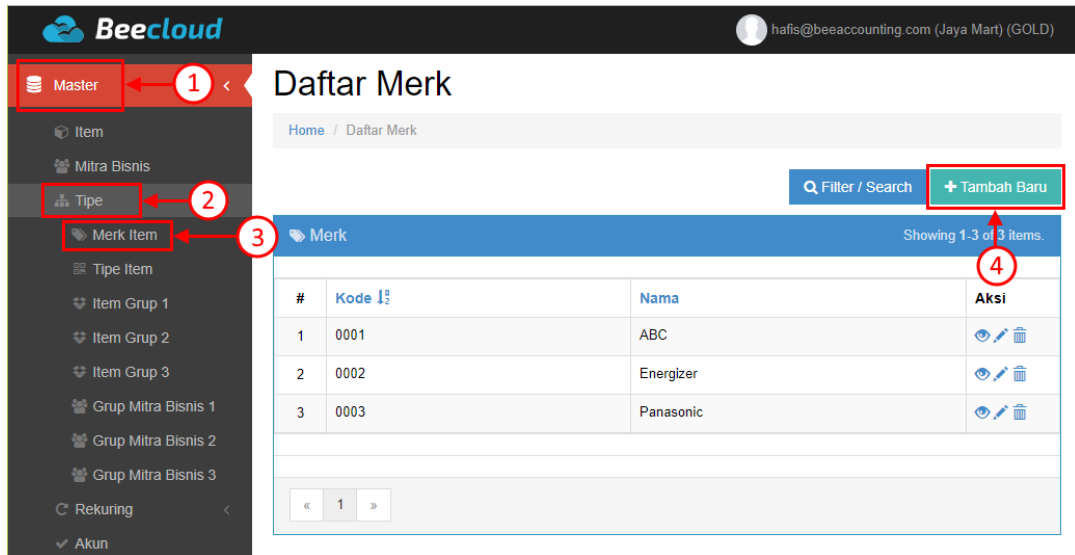 Beecloud
hafis@beeaccounting.com (Jaya Mart) (GOLD)
Master
1
Item
Mitra Bisnis
Tipe
2
Merk Item
3
Tipe Item
Item Grup 1
Item Grup 2
Item Grup 3
Grup Mitra Bisnis 1
Grup Mitra Bisnis 2
Grup Mitra Bisnis 3
Rekuring
Akun
Daftar Merk
Home / Daftar Merk
Filter / Search
+ Tambah Baru
4
Merk
Showing 1-3 of 3 items.
# Kode Nama Aksi
1 0001 ABC
2 0002 Energizer
3 0003 Panasonic
« 1 »